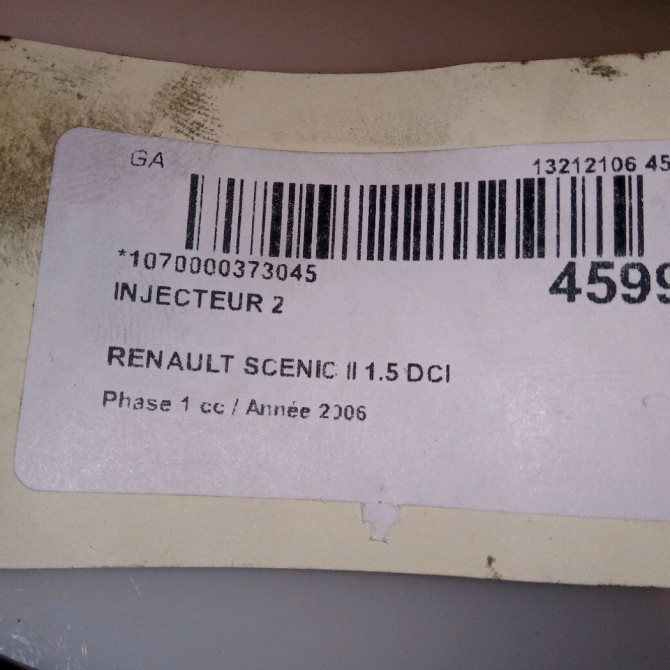 GA
13212106 45
*1070000373045
4599
INJECTEUR 2
RENAULT SCENIC II 1.5 DCI
Phase 1 cc / Année 2006